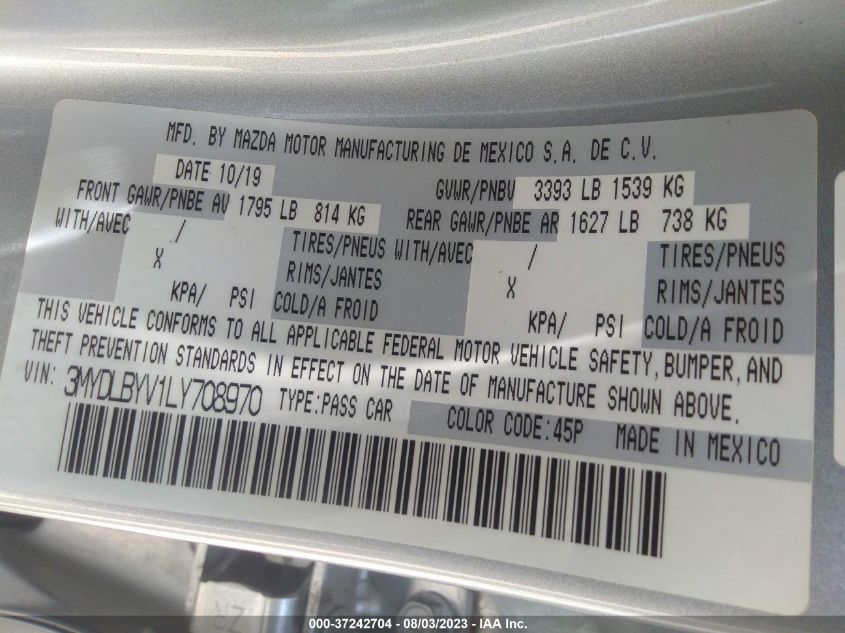 MFD. BY MAZDA MOTOR MANUFACTURING DE MEXICO S.A. DE C.V.
DATE 10/19 GVWR/PNBV 3393 LB 1539 KG
FRONT GAWR/PNBE AV 1795 LB 814 KG REAR GAWR/PNBE AR 1627 LB 738 KG
WITH/AVEC / TIRES/PNEUS WITH/AVEC / TIRES/PNEUS
X RIMS/JANTES X RIMS/JANTES
KPA/ PSI COLD/A FROID KPA/ PSI COLD/A FROID
THIS VEHICLE CONFORMS TO ALL APPLICABLE FEDERAL MOTOR VEHICLE SAFETY, BUMPER, AND
THEFT PREVENTION STANDARDS IN EFFECT ON THE DATE OF MANUFACTURE SHOWN ABOVE.
VIN: 3MYDLBYV1LY708970 TYPE:PASS CAR COLOR CODE:45P MADE IN MEXICO
000-37242704 - 08/03/2023 - IAA Inc.